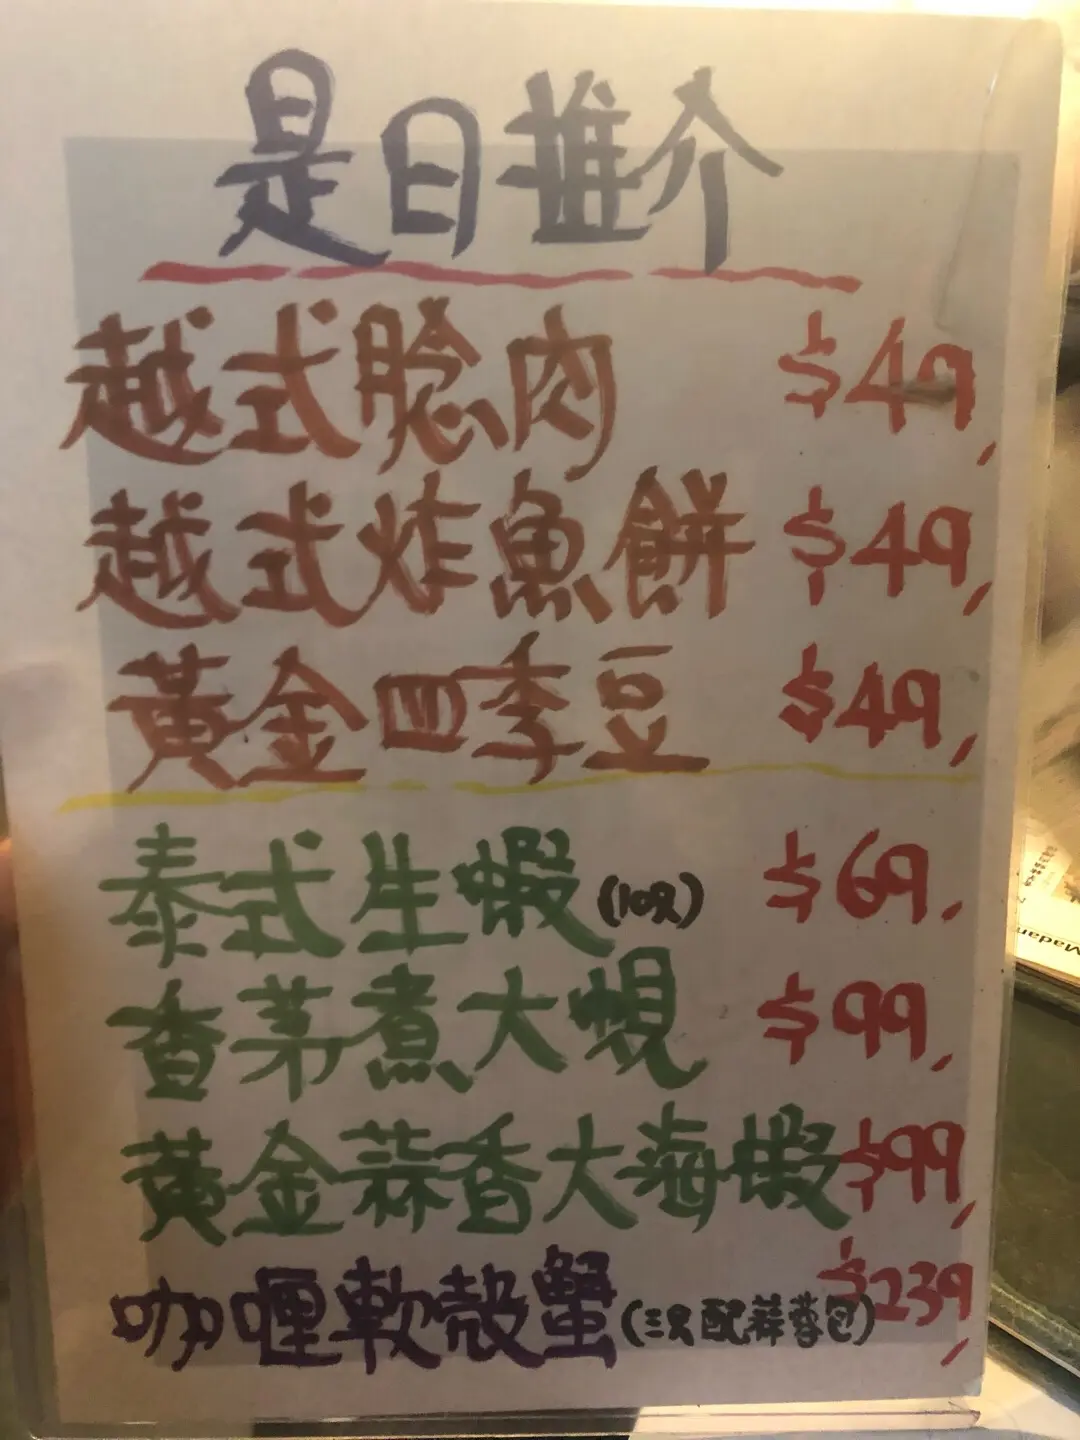 是日推介
越式腍肉 $49,
越式炸魚餅 $49,
黃金四季豆 $49,
泰式生蝦(10只) $69,
香茅煮大蜆 $99,
黃金蒜香大海蝦 $99,
咖喱軟殼蟹(三只配蒜蓉包) $239,
Madam